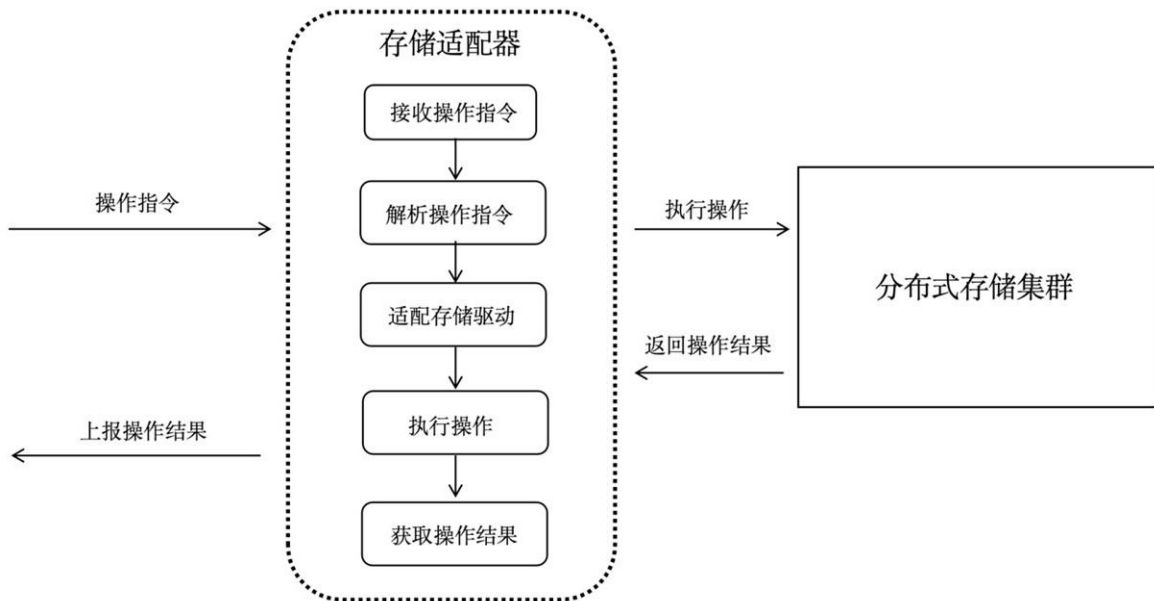 存储适配器
接收操作指令
操作指令
解析操作指令
执行操作
适配存储驱动
分布式存储集群
返回操作结果
上报操作结果
执行操作
获取操作结果